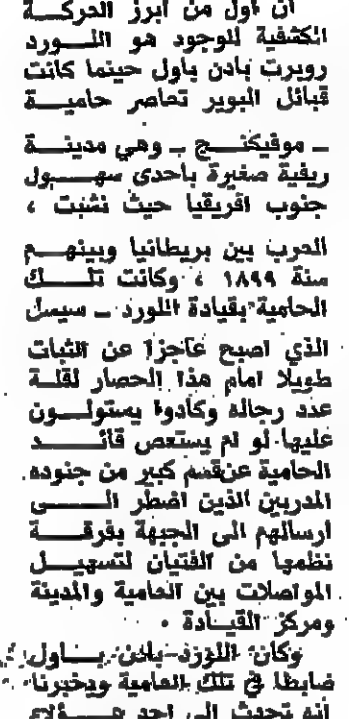 ان اول من ابرز الحركة
الكشفية للوجود هو اللورد
روبرت بادن باول حينما كانت
قبائل البوير تحاصر حامية
ــ موفيكنج ــ وهي مدينة
ريفية صغيرة باحدى سهول
جنوب افريقيا حيث نشبت ،
الحرب بين بريطانيا وبينهم
سنة ١٨٩٩ ، وكانت تلك
الحامية بقيادة اللورد ــ سيسل
الذي اصبح عاجزا عن الثبات
طويلا امام هذا الحصار لقلة
عدد رجاله وكادوا يستولون
عليها لو لم يستعض قائد
الحامية عن قسم كبير من جنوده
المدربين الذين اضطر الى
ارسالهم الى الجبهة بفرقة
نظمها من الفتيان لتسهيل
المواصلات بين الحامية والمدينة
ومركز القيادة .
وكان اللورد بادن باول
ضابطا في تلك الحامية ويخبرنا
انه تحدث الى احد هؤلاء